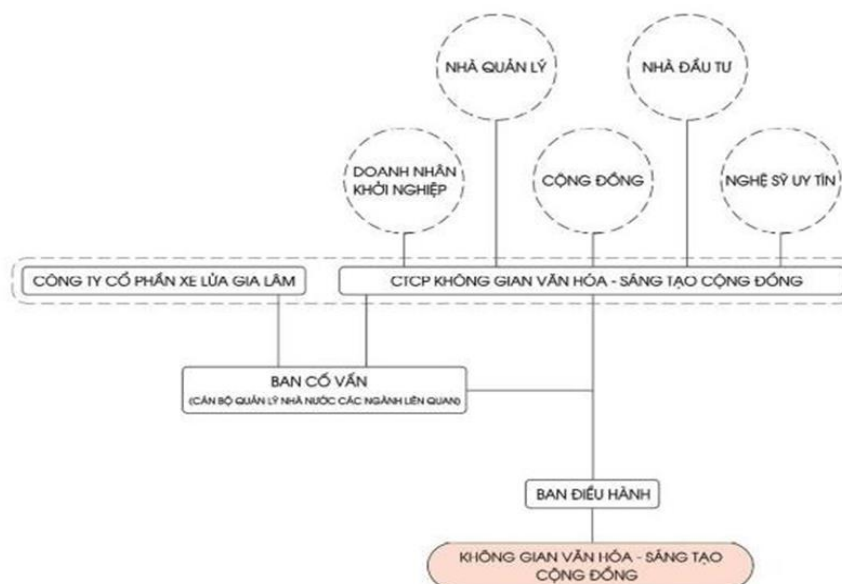 NHÀ QUẢN LÝ
NHÀ ĐẦU TƯ
DOANH NHÂN
KHỞI NGHIỆP
CỘNG ĐỒNG
NGHỆ SỸ UY TÍN
CÔNG TY CỔ PHẦN XE LỬA GIA LÂM
CTCP KHÔNG GIAN VĂN HÓA - SÁNG TẠO CỘNG ĐỒNG
BAN CỐ VẤN
(CÁN BỘ QUẢN LÝ NHÀ NƯỚC CÁC NGÀNH LIÊN QUAN)
BAN ĐIỀU HÀNH
KHÔNG GIAN VĂN HÓA - SÁNG TẠO
CỘNG ĐỒNG